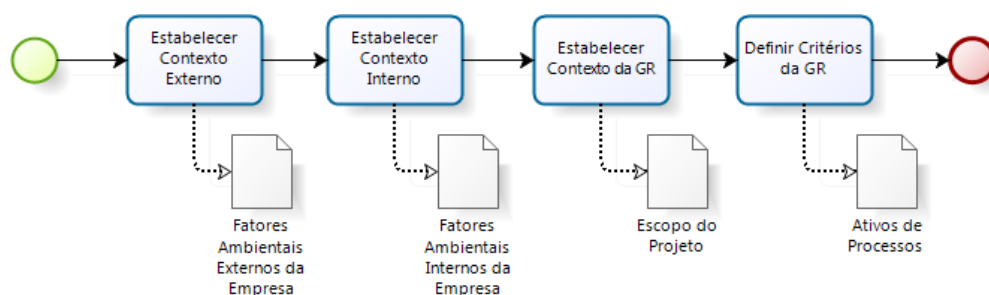 Estabelecer
Contexto
Externo
Estabelecer
Contexto
Interno
Estabelecer
Contexto da GR
Definir Critérios
da GR
Fatores
Ambientais
Externos da
Empresa
Fatores
Ambientais
Internos da
Empresa
Escopo do
Projeto
Ativos de
Processos